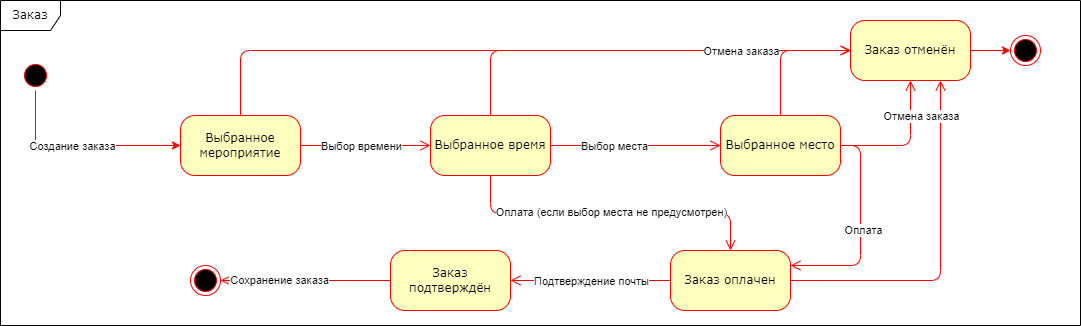 Заказ
Заказ отменён
Отмена заказа
Отмена заказа
Создание заказа
Выбранное
мероприятие
Выбор времени
Выбранное время
Выбор места
Выбранное место
Оплата (если выбор места не предусмотрен)
Оплата
Сохранение заказа
Заказ
подтверждён
Подтверждение почты
Заказ оплачен